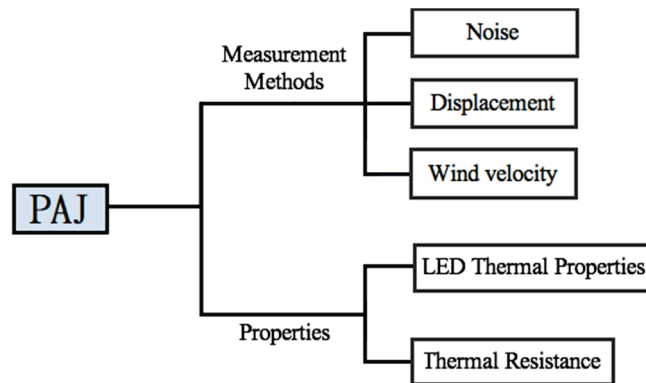 PAJ
Measurement
Methods
Noise
Displacement
Wind velocity
Properties
LED Thermal Properties
Thermal Resistance